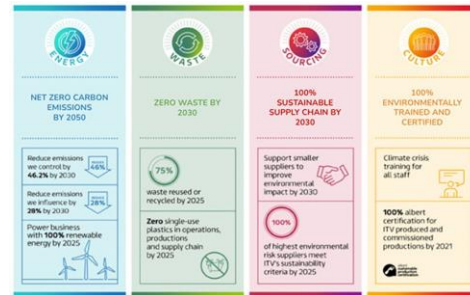 ENERGY
NET ZERO CARBON
EMISSIONS
BY 2050
Reduce emissions
we control by
46.2% by 2030
46%
Reduce emissions
we influence by
28% by 2030
28%
Power business
with 100% renewable
energy by 2025
WASTE
ZERO WASTE BY
2030
75%
waste reused or
recycled by 2025
Zero single-use
plastics in operations,
productions
and supply chain
by 2025
SOURCING
100%
SUSTAINABLE
SUPPLY CHAIN BY
2030
Support smaller
suppliers to
improve
environmental
impact by 2030
100%
of highest environmental
risk suppliers meet
ITV's sustainability
criteria by 2025
CULTURE
100%
ENVIRONMENTALLY
TRAINED AND
CERTIFIED
Climate crisis
training for
all staff
100% albert
certification for
ITV produced and
commissioned
productions by 2021
albert
sustainable
production
certification